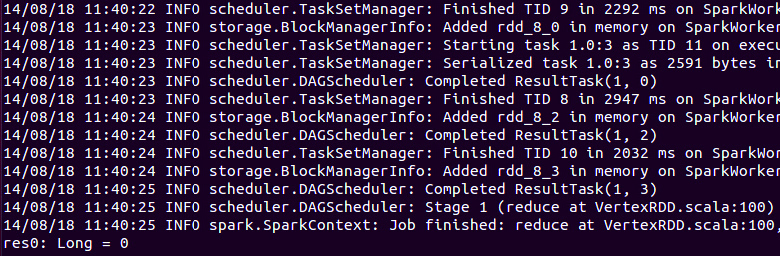 14/08/18 11:40:22 INFO scheduler.TaskSetManager: Finished TID 9 in 2292 ms on SparkWork
14/08/18 11:40:23 INFO storage.BlockManagerInfo: Added rdd_8_0 in memory on SparkWorker
14/08/18 11:40:23 INFO scheduler.TaskSetManager: Starting task 1.0:3 as TID 11 on execu
14/08/18 11:40:23 INFO scheduler.TaskSetManager: Serialized task 1.0:3 as 2591 bytes in
14/08/18 11:40:23 INFO scheduler.DAGScheduler: Completed ResultTask(1, 0)
14/08/18 11:40:23 INFO scheduler.TaskSetManager: Finished TID 8 in 2947 ms on SparkWork
14/08/18 11:40:24 INFO storage.BlockManagerInfo: Added rdd_8_2 in memory on SparkWorker
14/08/18 11:40:24 INFO scheduler.DAGScheduler: Completed ResultTask(1, 2)
14/08/18 11:40:24 INFO scheduler.TaskSetManager: Finished TID 10 in 2032 ms on SparkWo
14/08/18 11:40:24 INFO storage.BlockManagerInfo: Added rdd_8_3 in memory on SparkWorker
14/08/18 11:40:25 INFO scheduler.DAGScheduler: Completed ResultTask(1, 3)
14/08/18 11:40:25 INFO scheduler.DAGScheduler: Stage 1 (reduce at VertexRDD.scala:100)
14/08/18 11:40:25 INFO spark.SparkContext: Job finished: reduce at VertexRDD.scala:100,
res0: Long = 0